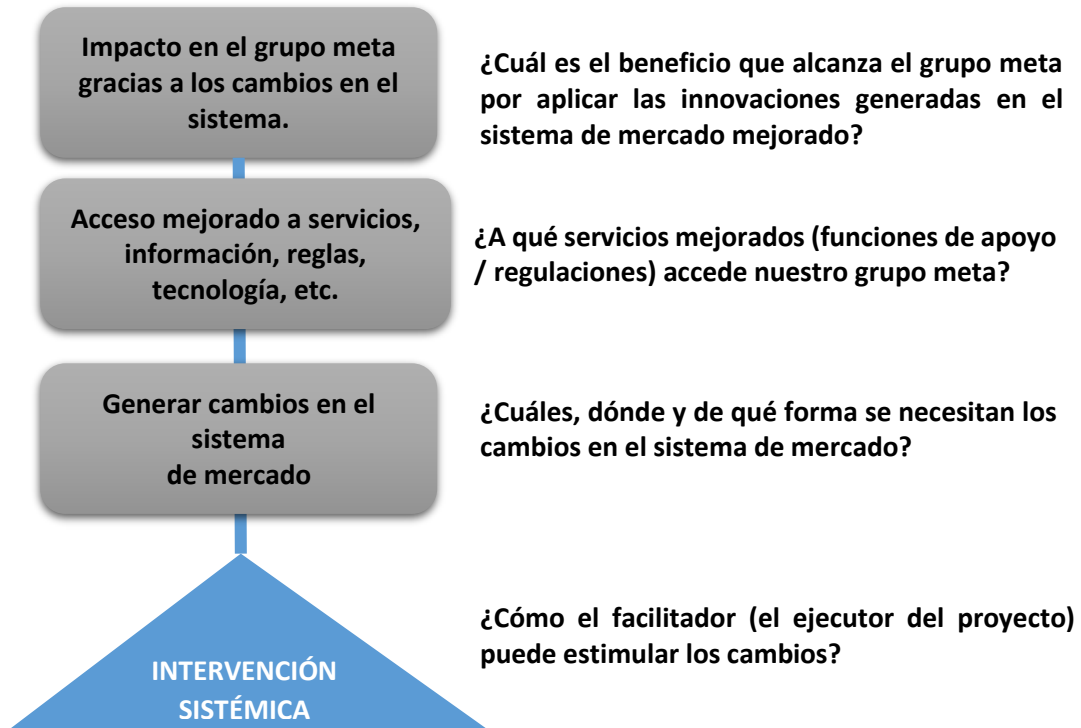 Impacto en el grupo meta
gracias a los cambios en el
sistema.
¿Cuál es el beneficio que alcanza el grupo meta
por aplicar las innovaciones generadas en el
sistema de mercado mejorado?
Acceso mejorado a servicios,
información, reglas,
tecnología, etc.
¿A qué servicios mejorados (funciones de apoyo
/ regulaciones) accede nuestro grupo meta?
Generar cambios en el
sistema
de mercado
¿Cuáles, dónde y de qué forma se necesitan los
cambios en el sistema de mercado?
¿Cómo el facilitador (el ejecutor del proyecto)
puede estimular los cambios?
INTERVENCIÓN
SISTÉMICA